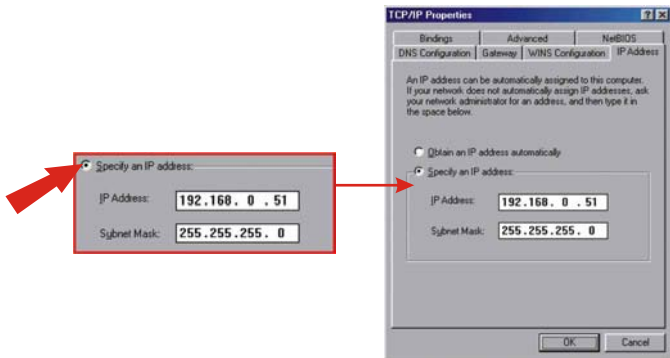 Specify an IP address:
IP Address: 192.168. 0 .51
Subnet Mask: 255.255.255. 0
TCP/IP Properties ? X
Bindings Advanced NetBIOS
DNS Configuration Gateway WINS Configuration IP Address
An IP address can be automatically assigned to this computer.
If your network does not automatically assign IP addresses, ask
your network administrator for an address, and then type it in
the space below.
Obtain an IP address automatically
Specify an IP address:
IP Address: 192.168. 0 .51
Subnet Mask: 255.255.255. 0
OK Cancel